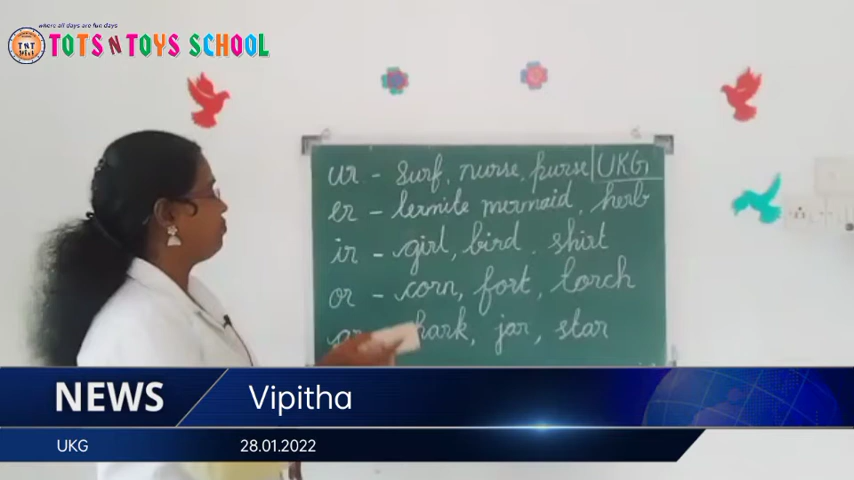 where all days are fun days
TNT
TOTS N TOYS SCHOOL
ur - surf, nurse, purse UKG
er - termite mermaid, herb
ir - girl, bird, shirt
or - corn, fort, torch
hark, jar, star
NEWS Vipitha
UKG 28.01.2022